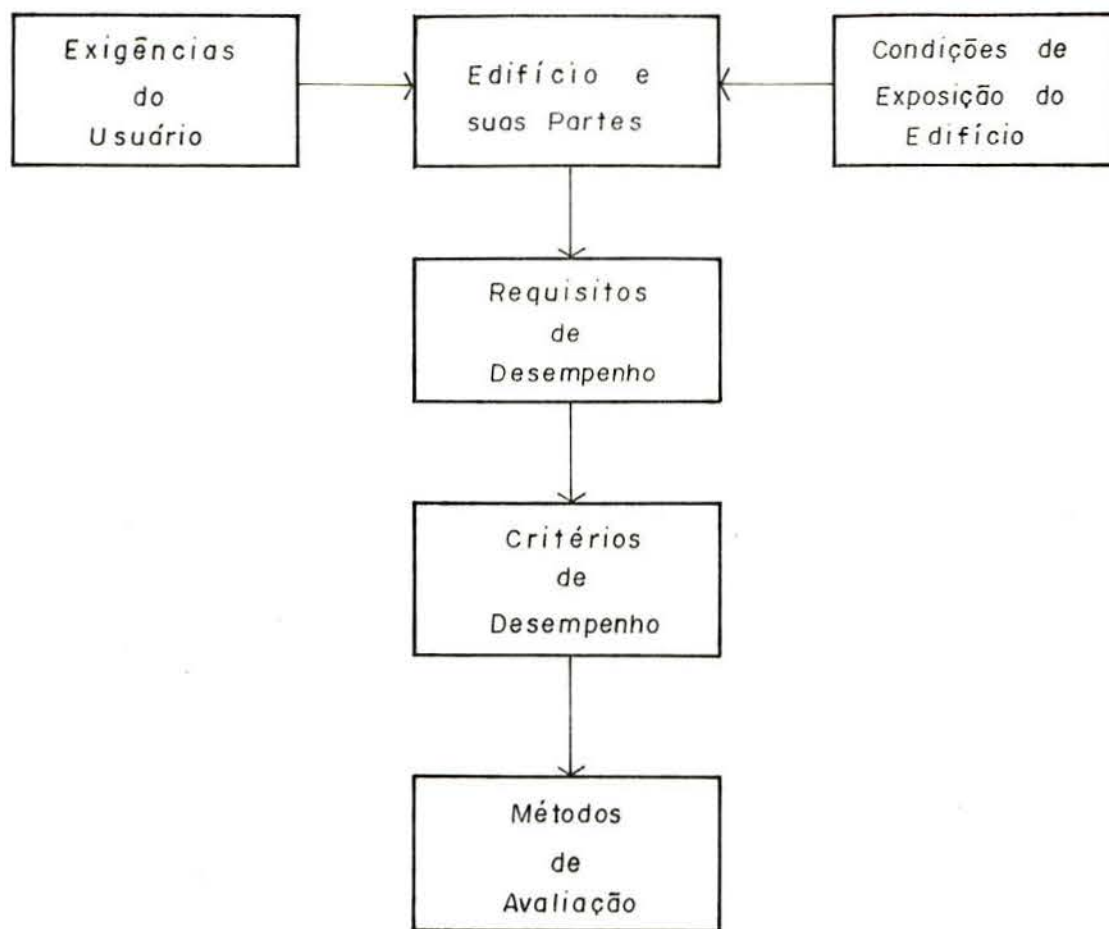 Exigências
do
Usuário
Edifício e
suas Partes
Condições de
Exposição do
Edifício
Requisitos
de
Desempenho
Critérios
de
Desempenho
Métodos
de
Avaliação